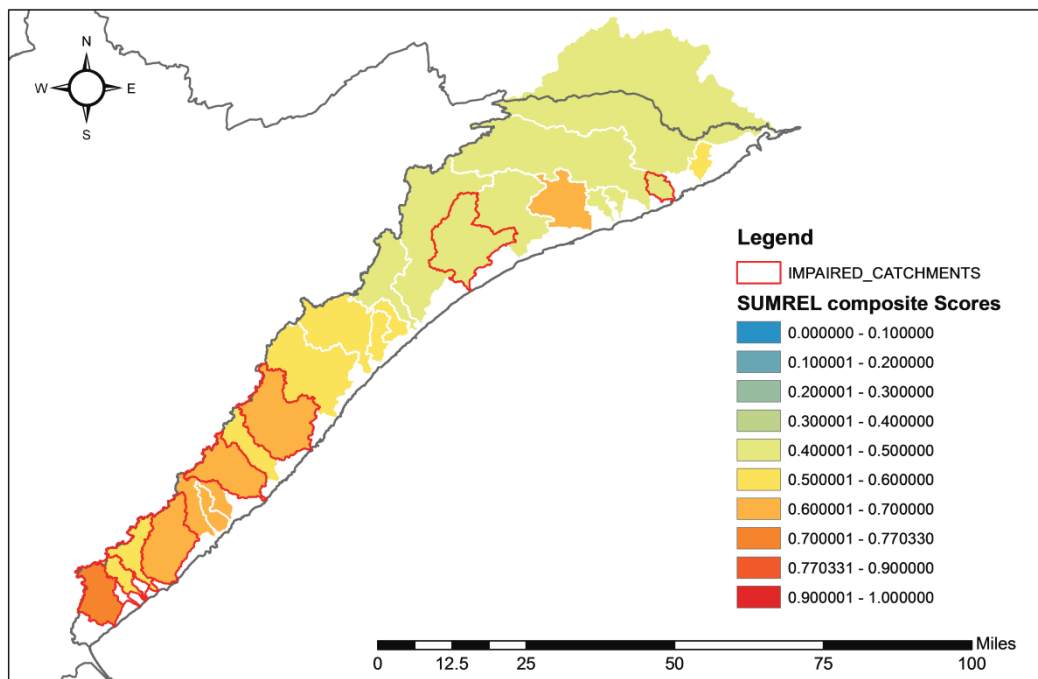 N
W E
S
Legend
IMPAIRED_CATCHMENTS
SUMREL composite Scores
0.000000 - 0.100000
0.100001 - 0.200000
0.200001 - 0.300000
0.300001 - 0.400000
0.400001 - 0.500000
0.500001 - 0.600000
0.600001 - 0.700000
0.700001 - 0.770330
0.770331 - 0.900000
0.900001 - 1.000000
Miles
0 12.5 25 50 75 100